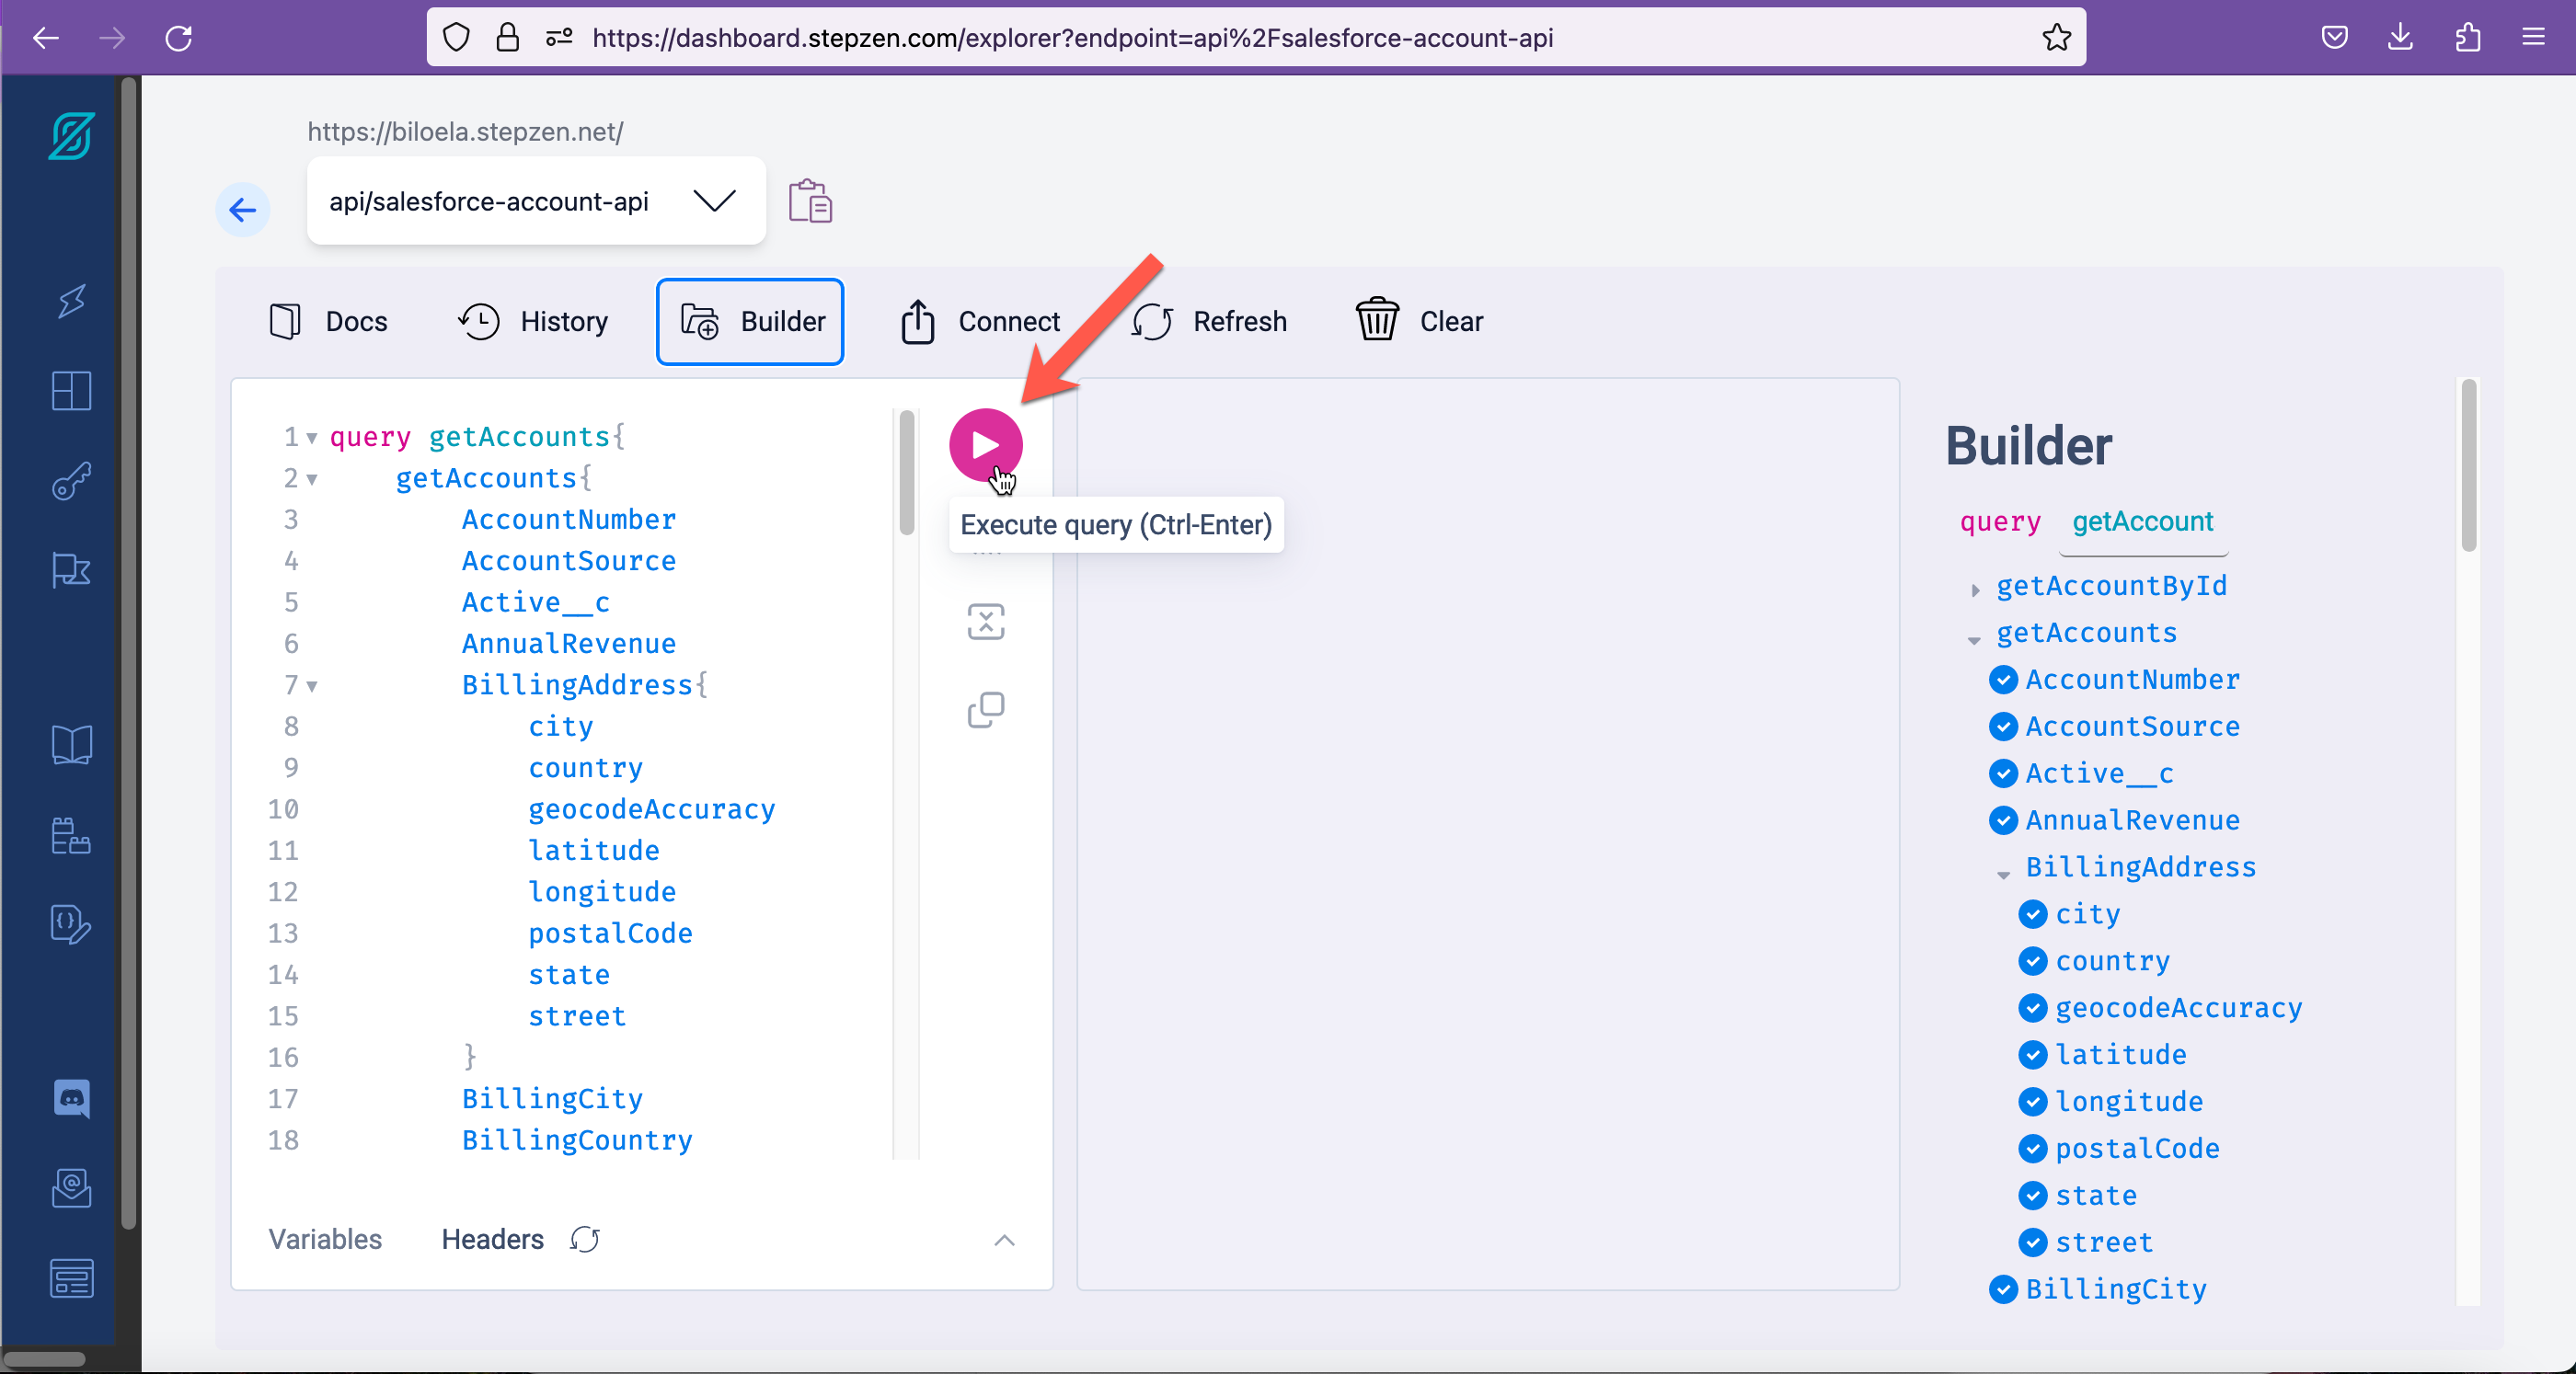 https://dashboard.stepzen.com/explorer?endpoint=api%2Fsalesforce-account-api
https://biloela.stepzen.net/
api/salesforce-account-api
Docs
History
Builder
Connect
Refresh
Clear
1 query getAccounts{
2 getAccounts{
3 AccountNumber
4 AccountSource
5 Active__c
6 AnnualRevenue
7 BillingAddress{
8 city
9 country
10 geocodeAccuracy
11 latitude
12 longitude
13 postalCode
14 state
15 street
16 }
17 BillingCity
18 BillingCountry
Execute query (Ctrl-Enter)
Variables
Headers
Builder
query getAccount
getAccountById
getAccounts
AccountNumber
AccountSource
Active__c
AnnualRevenue
BillingAddress
city
country
geocodeAccuracy
latitude
longitude
postalCode
state
street
BillingCity